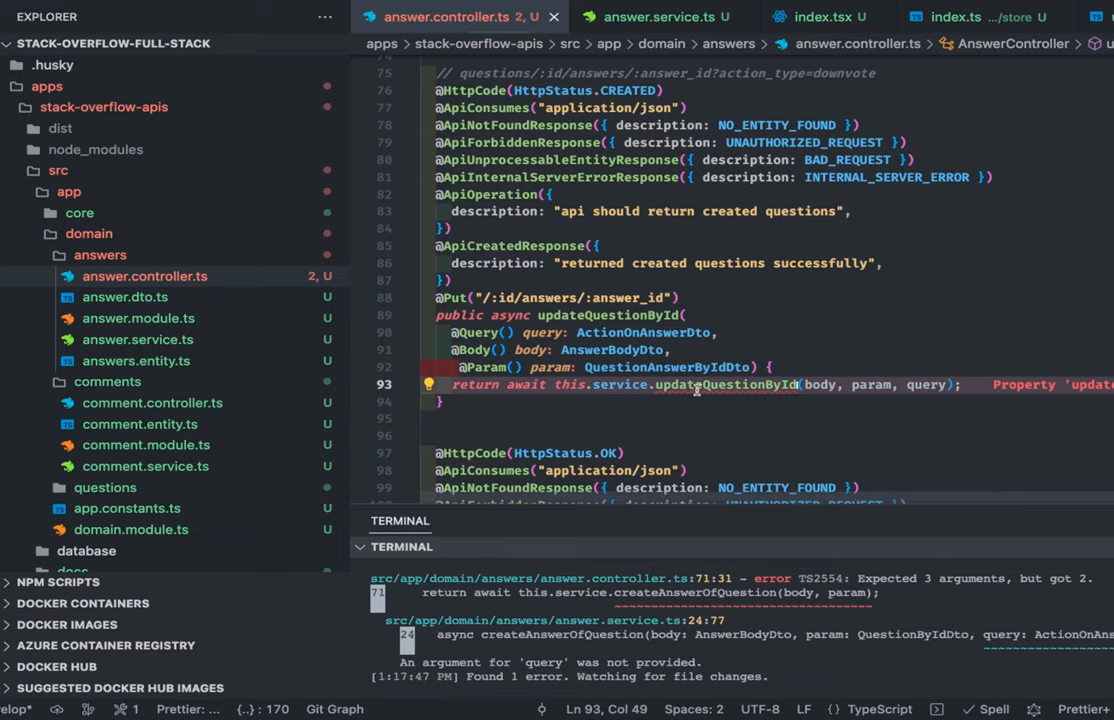 EXPLORER
STACK-OVERFLOW-FULL-STACK
.husky
apps
stack-overflow-apis
dist
node_modules
src
app
core
domain
answers
answer.controller.ts 2, U
answer.dto.ts U
answer.module.ts U
answer.service.ts U
answers.entity.ts U
comments
comment.controller.ts U
comment.entity.ts U
comment.module.ts U
comment.service.ts U
questions
app.constants.ts U
domain.module.ts U
database
NPM SCRIPTS
DOCKER CONTAINERS
DOCKER IMAGES
AZURE CONTAINER REGISTRY
DOCKER HUB
SUGGESTED DOCKER HUB IMAGES
answer.controller.ts 2, U
answer.service.ts U
index.tsx U
index.ts .../store U
apps > stack-overflow-apis > src > app > domain > answers > answer.controller.ts > AnswerController >
75 // questions/:id/answers/:answer_id?action_type=downvote
76 @HttpCode(HttpStatus.CREATED)
77 @ApiConsumes("application/json")
78 @ApiNotFoundResponse({ description: NO_ENTITY_FOUND })
79 @ApiForbiddenResponse({ description: UNAUTHORIZED_REQUEST })
80 @ApiUnprocessableEntityResponse({ description: BAD_REQUEST })
81 @ApiInternalServerErrorResponse({ description: INTERNAL_SERVER_ERROR })
82 @ApiOperation({
83 description: "api should return created questions",
84 })
85 @ApiCreatedResponse({
86 description: "returned created questions successfully",
87 })
88 @Put("/:id/answers/:answer_id")
89 public async updateQuestionById(
90 @Query() query: ActionOnAnswerDto,
91 @Body() body: AnswerBodyDto,
92 @Param() param: QuestionAnswerByIdDto) {
93 return await this.service.updateQuestionById(body, param, query); Property 'update
94 }
95
96
97 @HttpCode(HttpStatus.OK)
98 @ApiConsumes("application/json")
99 @ApiNotFoundResponse({ description: NO_ENTITY_FOUND })
TERMINAL
TERMINAL
src/app/domain/answers/answer.controller.ts:71:31 - error TS2554: Expected 3 arguments, but got 2.
71 return await this.service.createAnswerOfQuestion(body, param);
src/app/domain/answers/answer.service.ts:24:77
24 async createAnswerOfQuestion(body: AnswerBodyDto, param: QuestionByIdDto, query: ActionOnAns
An argument for 'query' was not provided.
[1:17:47 PM] Found 1 error. Watching for file changes.
elop* 1 Prettier: ... {..} : 170 Git Graph Ln 93, Col 49 Spaces: 2 UTF-8 LF {} TypeScript Spell Prettier+